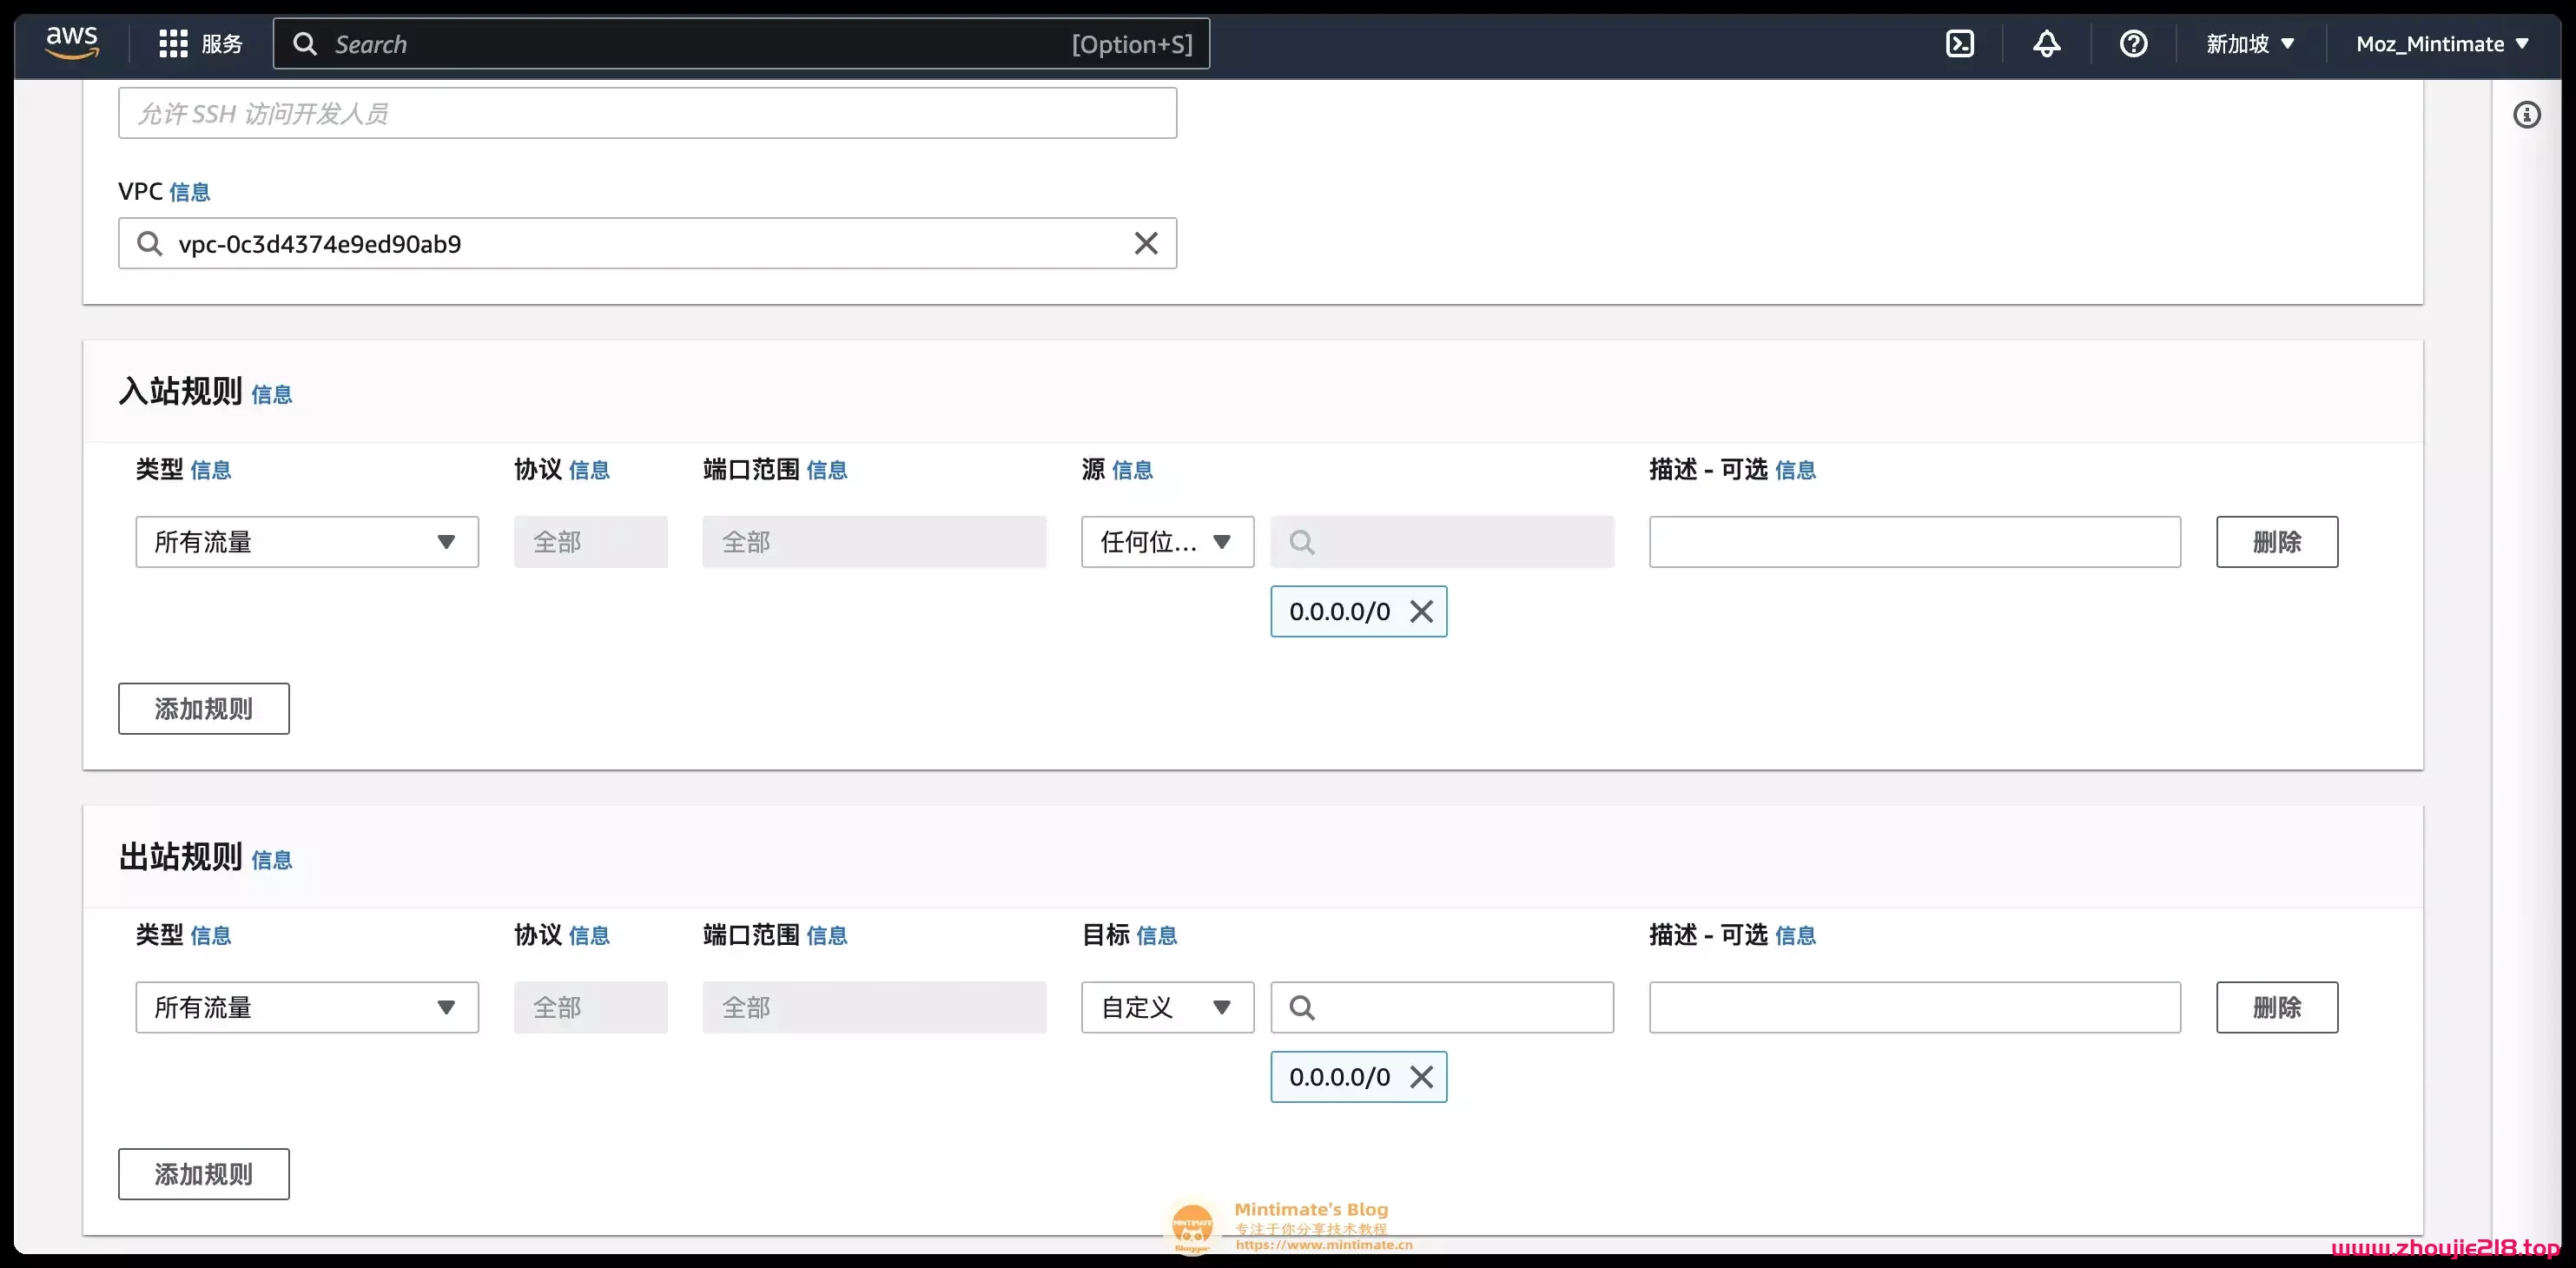 aws 服务 Search [Option+S] 新加坡 Moz_Mintimate
允许 SSH 访问开发人员
VPC 信息
vpc-0c3d4374e9ed90ab9
入站规则 信息
类型 信息 协议 信息 端口范围 信息 源 信息 描述 - 可选 信息
所有流量 全部 全部 任何位... 删除
0.0.0.0/0
添加规则
出站规则 信息
类型 信息 协议 信息 端口范围 信息 目标 信息 描述 - 可选 信息
所有流量 全部 全部 自定义 删除
0.0.0.0/0
添加规则
MINTIMATE
Blogger
Mintimate's Blog
专注于你分享技术教程
https://www.mintimate.cn
www.zhoujie218.top